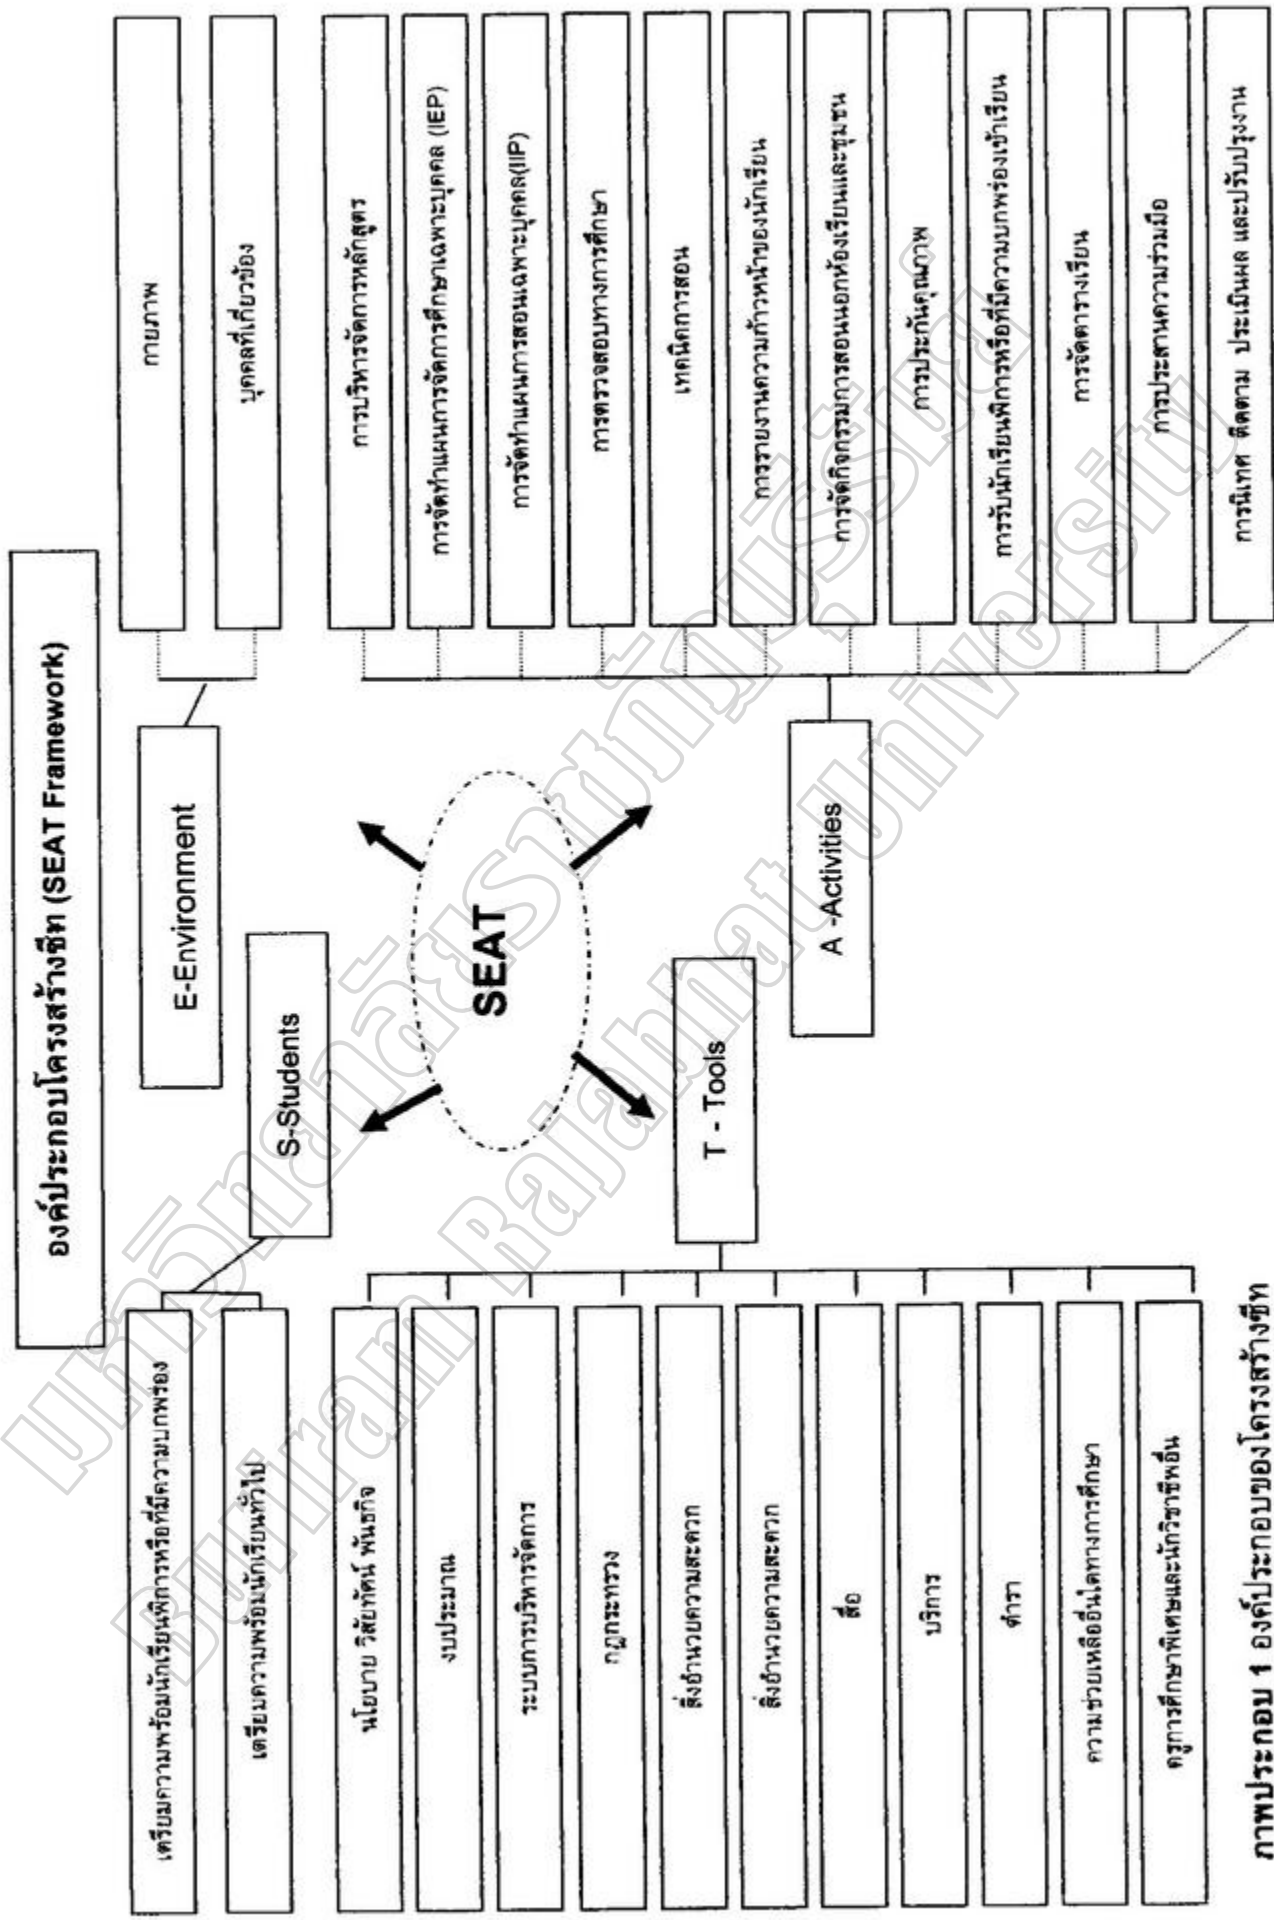 องค์ประกอบโครงสร้างซีท (SEAT Framework)
S-Students
เตรียมความพร้อมนักเรียนพิการหรือที่มีความบกพร่อง
เตรียมความพร้อมนักเรียนทั่วไป
E-Environment
กายภาพ
บุคคลที่เกี่ยวข้อง
SEAT
T - Tools
นโยบาย วิสัยทัศน์ พันธกิจ
งบประมาณ
ระบบการบริหารจัดการ
กฎกระทรวง
สิ่งอำนวยความสะดวก
สิ่งอำนวยความสะดวก
สื่อ
บริการ
ตำรา
ความช่วยเหลืออื่นใดทางการศึกษา
ครูการศึกษาพิเศษและนักวิชาชีพอื่น
A -Activities
การบริหารจัดการหลักสูตร
การจัดทำแผนการจัดการศึกษาเฉพาะบุคคล (IEP)
การจัดทำแผนการสอนเฉพาะบุคคล(IIP)
การตรวจสอบทางการศึกษา
เทคนิคการสอน
การรายงานความก้าวหน้าของนักเรียน
การจัดกิจกรรมการสอนนอกห้องเรียนและชุมชน
การประกันคุณภาพ
การรับนักเรียนพิการหรือที่มีความบกพร่องเข้าเรียน
การจัดตารางเรียน
การประสานความร่วมมือ
การนิเทศ ติดตาม ประเมินผล และปรับปรุงงาน
ภาพประกอบ 1 องค์ประกอบของโครงสร้างซีท
มหาวิทยาลัยราชภัฏบุรีรัมย์
Buriram Rajabhat University